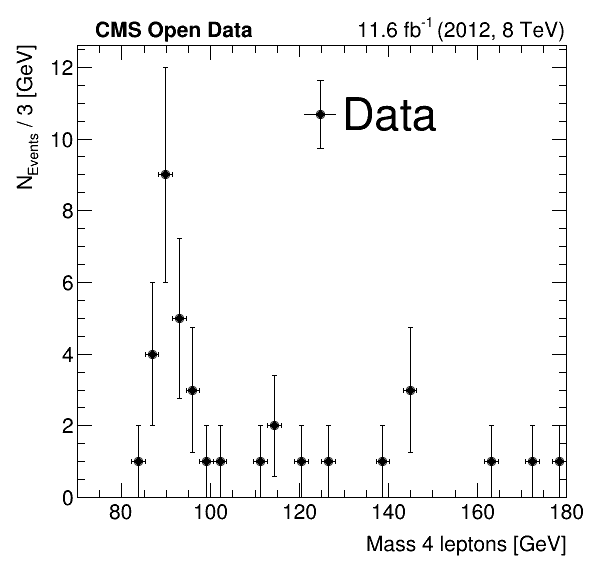 CMS Open Data 11.6 fb-1 (2012, 8 TeV)
NEvents / 3 [GeV]
12
10
8
6
4
2
0
Data
80 100 120 140 160 180
Mass 4 leptons [GeV]